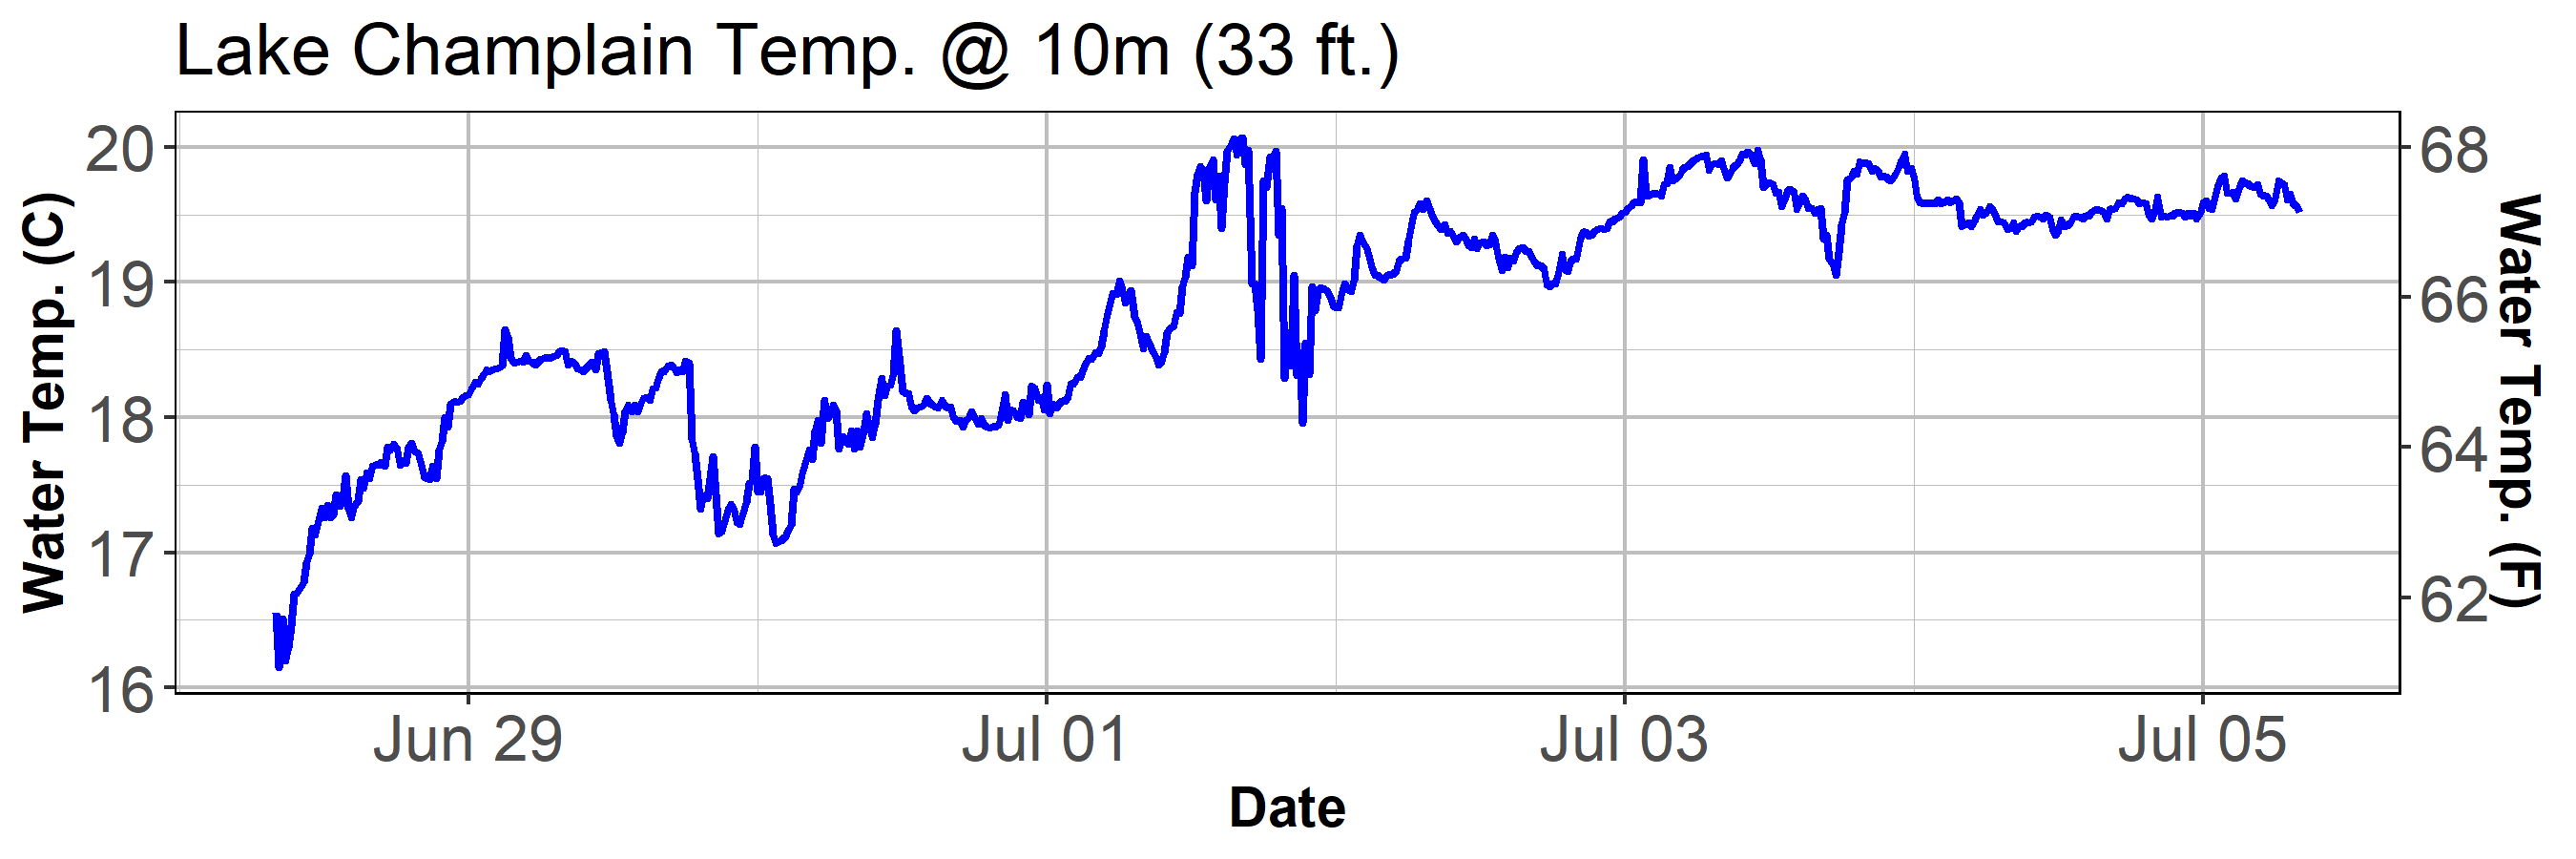 Lake Champlain Temp. @ 10m (33 ft.)
Water Temp. (C)
20
19
18
17
16
68
66
64
62
Water Temp. (F)
Jun 29
Jul 01
Jul 03
Jul 05
Date